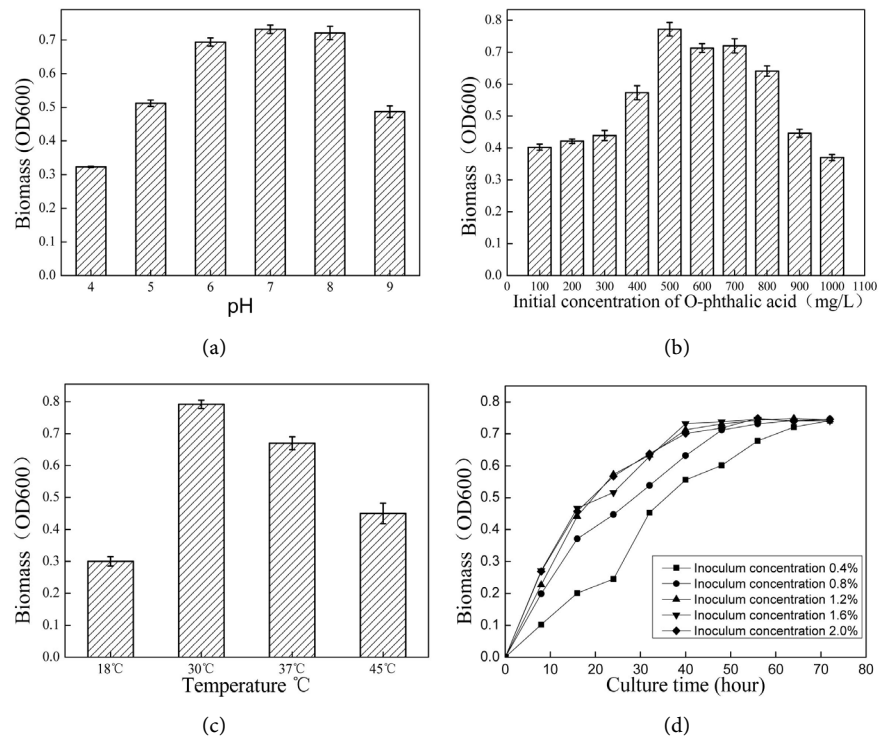 0.7
0.6
0.5
0.4
0.3
0.2
0.1
0.0
Biomass (OD600)
4 5 6 7 8 9
pH
(a)
0.8
0.7
0.6
0.5
0.4
0.3
0.2
0.1
0.0
Biomass（OD600）
0 100 200 300 400 500 600 700 800 900 1000 1100
Initial concentration of O-phthalic acid（mg/L）
(b)
0.8
0.7
0.6
0.5
0.4
0.3
0.2
0.1
0.0
Biomass（OD600）
18℃ 30℃ 37℃ 45℃
Temperature ℃
(c)
0.8
0.7
0.6
0.5
0.4
0.3
0.2
0.1
0.0
Biomass（OD600）
Inoculum concentration 0.4%
Inoculum concentration 0.8%
Inoculum concentration 1.2%
Inoculum concentration 1.6%
Inoculum concentration 2.0%
0 10 20 30 40 50 60 70 80
Culture time (hour)
(d)